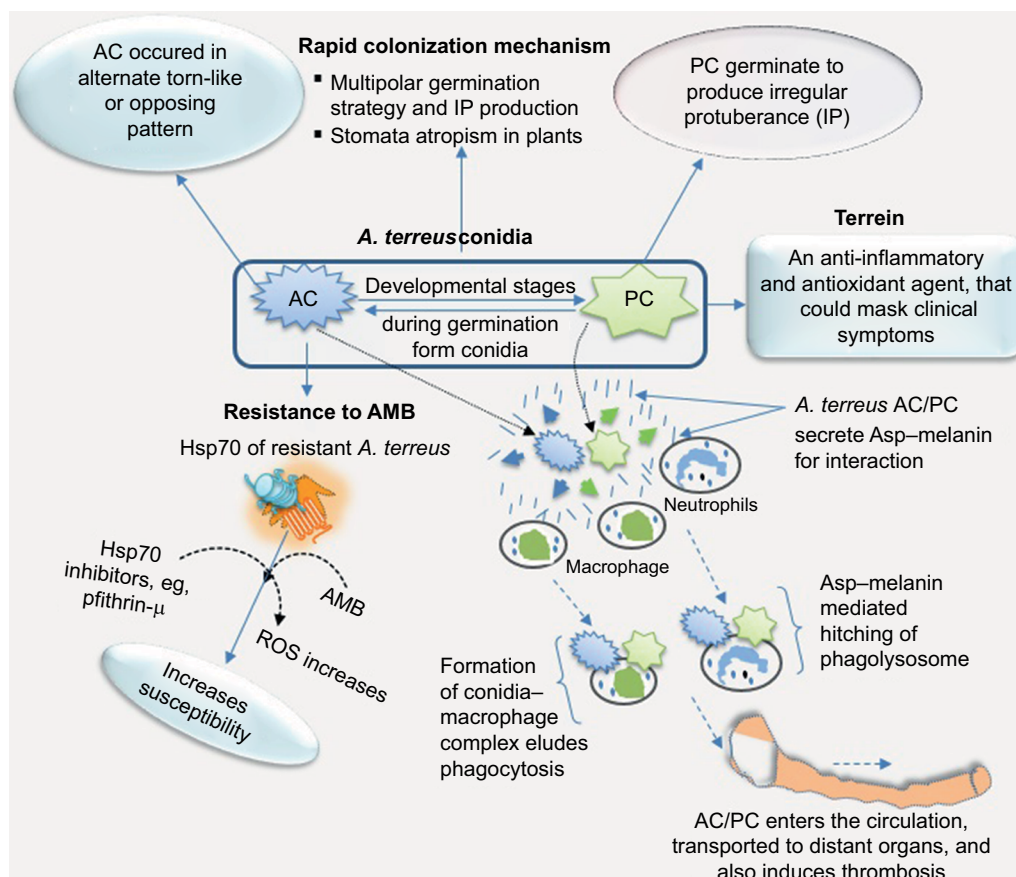 AC occured in
alternate torn-like
or opposing
pattern
Rapid colonization mechanism
▪ Multipolar germination
strategy and IP production
▪ Stomata atropism in plants
PC germinate to
produce irregular
protuberance (IP)
A. terreus conidia
AC
Developmental stages
during germination
form conidia
PC
Terrein
An anti-inflammatory
and antioxidant agent, that
could mask clinical
symptoms
Resistance to AMB
Hsp70 of resistant A. terreus
Hsp70
inhibitors, eg,
pfithrin-μ
AMB
ROS increases
Increases
susceptibility
A. terreus AC/PC
secrete Asp–melanin
for interaction
Neutrophils
Macrophage
Formation
of conidia–
macrophage
complex eludes
phagocytosis
Asp–melanin
mediated
hitching of
phagolysosome
AC/PC enters the circulation,
transported to distant organs, and
also induces thrombosis